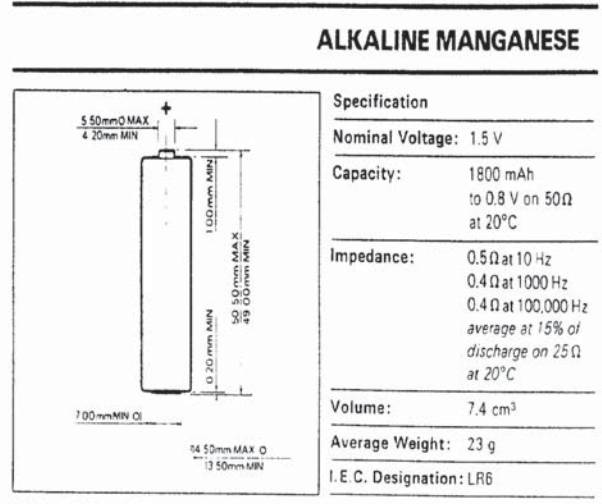 ALKALINE MANGANESE
+
5 50mmO MAX
4 20mm MIN
1 00mm MIN
50 50mm MAX
49 00mm MIN
0 20mm MIN
7 00mmMIN O
14 50mm MAX O
13 50mm MIN
Specification
Nominal Voltage: 1.5 V
Capacity: 1800 mAh
to 0.8 V on 50Ω
at 20°C
Impedance: 0.5Ω at 10 Hz
0.4Ω at 1000 Hz
0.4Ω at 100,000 Hz
average at 15% of
discharge on 25Ω
at 20°C
Volume: 7.4 cm³
Average Weight: 23 g
I.E.C. Designation: LR6